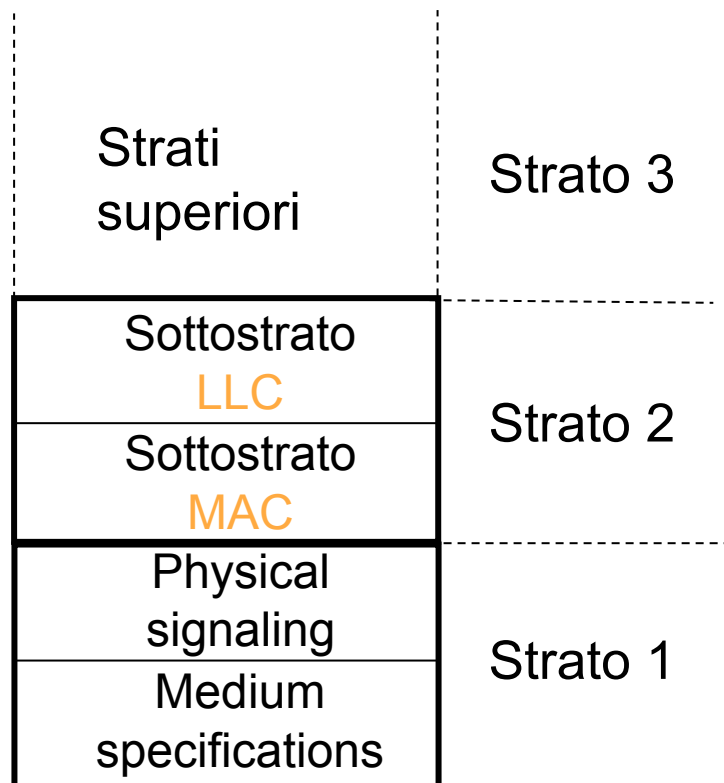 Strati
superiori
Strato 3
Sottostrato
LLC
Sottostrato
MAC
Strato 2
Physical
signaling
Medium
specifications
Strato 1